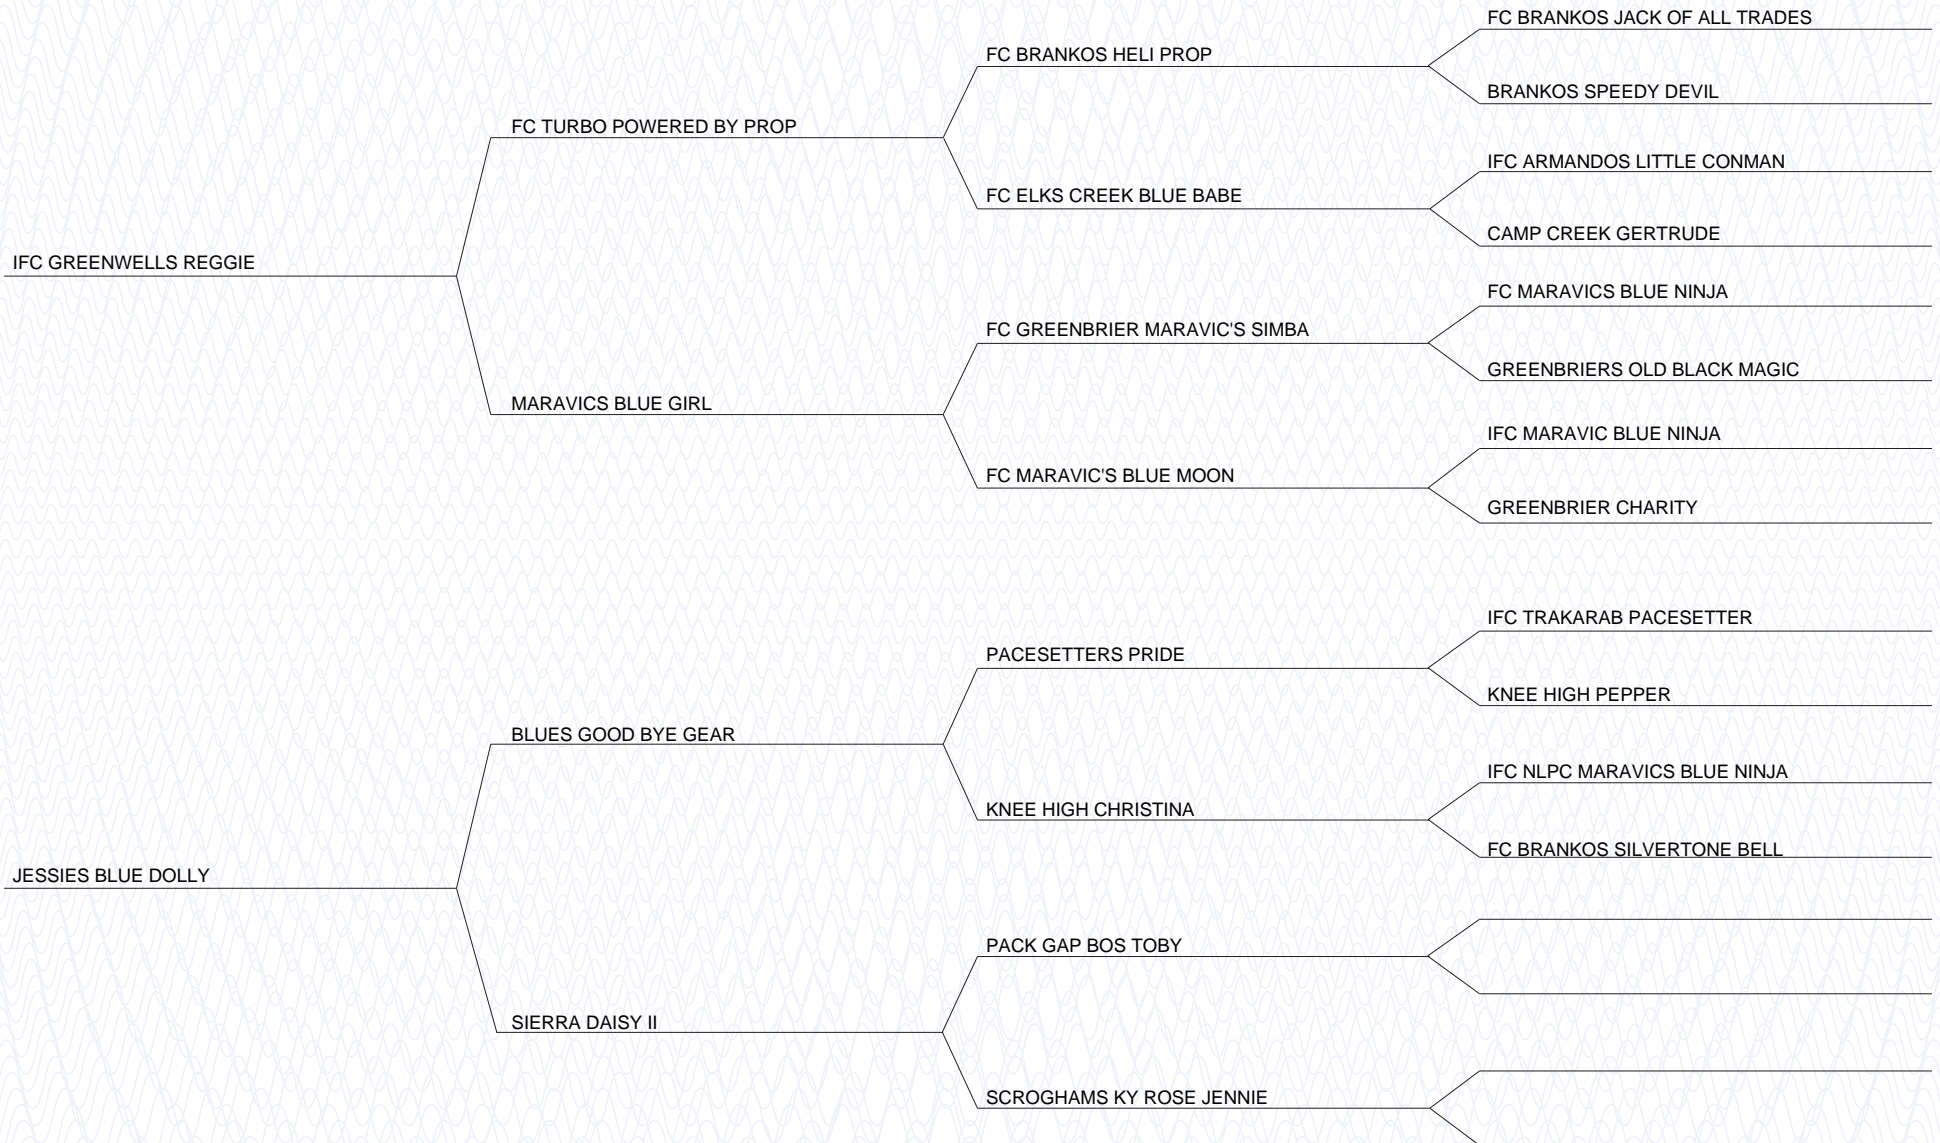 FC BRANKOS JACK OF ALL TRADES
FC BRANKOS HELI PROP
BRANKOS SPEEDY DEVIL
FC TURBO POWERED BY PROP
IFC ARMANDOS LITTLE CONMAN
FC ELKS CREEK BLUE BABE
CAMP CREEK GERTRUDE
IFC GREENWELLS REGGIE
FC MARAVICS BLUE NINJA
FC GREENBRIER MARAVIC'S SIMBA
GREENBRIERS OLD BLACK MAGIC
MARAVICS BLUE GIRL
IFC MARAVIC BLUE NINJA
FC MARAVIC'S BLUE MOON
GREENBRIER CHARITY
IFC TRAKARAB PACESETTER
PACESETTERS PRIDE
KNEE HIGH PEPPER
BLUES GOOD BYE GEAR
IFC NLPC MARAVICS BLUE NINJA
KNEE HIGH CHRISTINA
FC BRANKOS SILVERTONE BELL
JESSIES BLUE DOLLY
PACK GAP BOS TOBY
SIERRA DAISY II
SCROGHAMS KY ROSE JENNIE